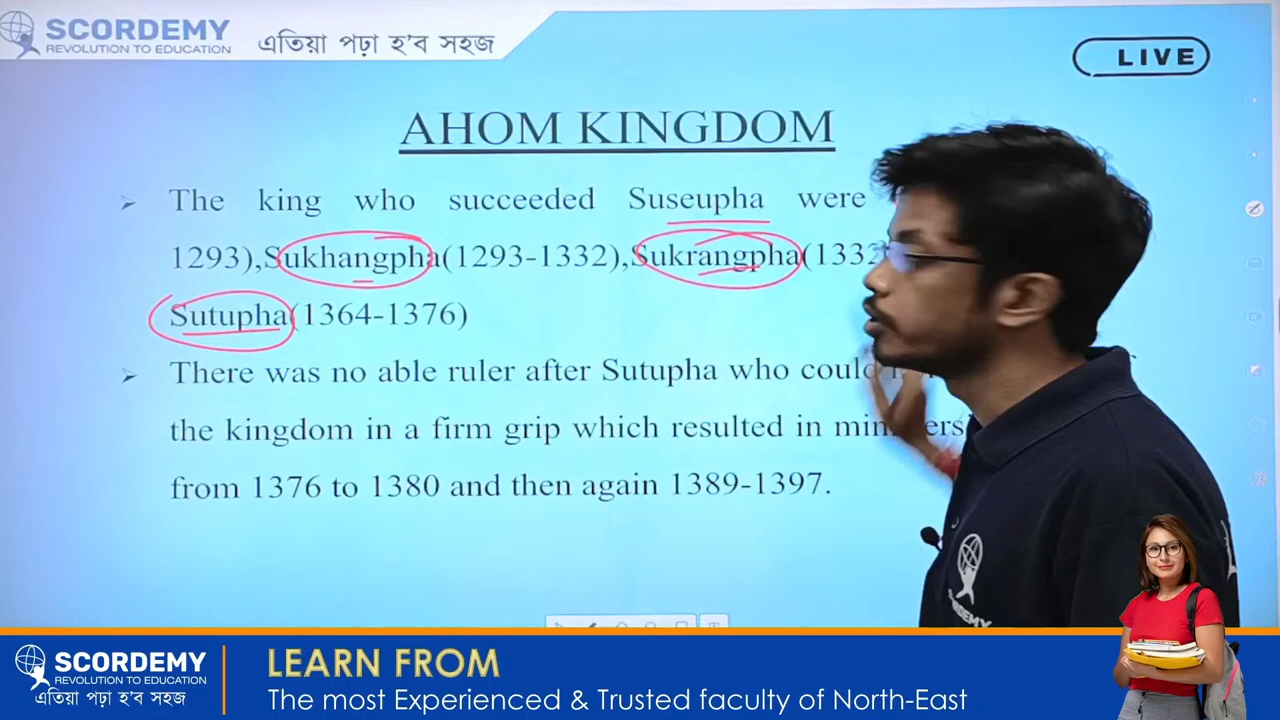 SCORDEMY
REVOLUTION TO EDUCATION
এতিয়া পঢ়া হ'ব সহজ
LIVE
AHOM KINGDOM
➢ The king who succeeded Suseupha were
1293),Sukhangpha(1293-1332),Sukrangpha(1332
Sutupha(1364-1376)
➢ There was no able ruler after Sutupha who could
the kingdom in a firm grip which resulted in
from 1376 to 1380 and then again 1389-1397.
SCORDEMY
REVOLUTION TO EDUCATION
এতিয়া পঢ়া হ'ব সহজ
LEARN FROM
The most Experienced & Trusted faculty of North-East